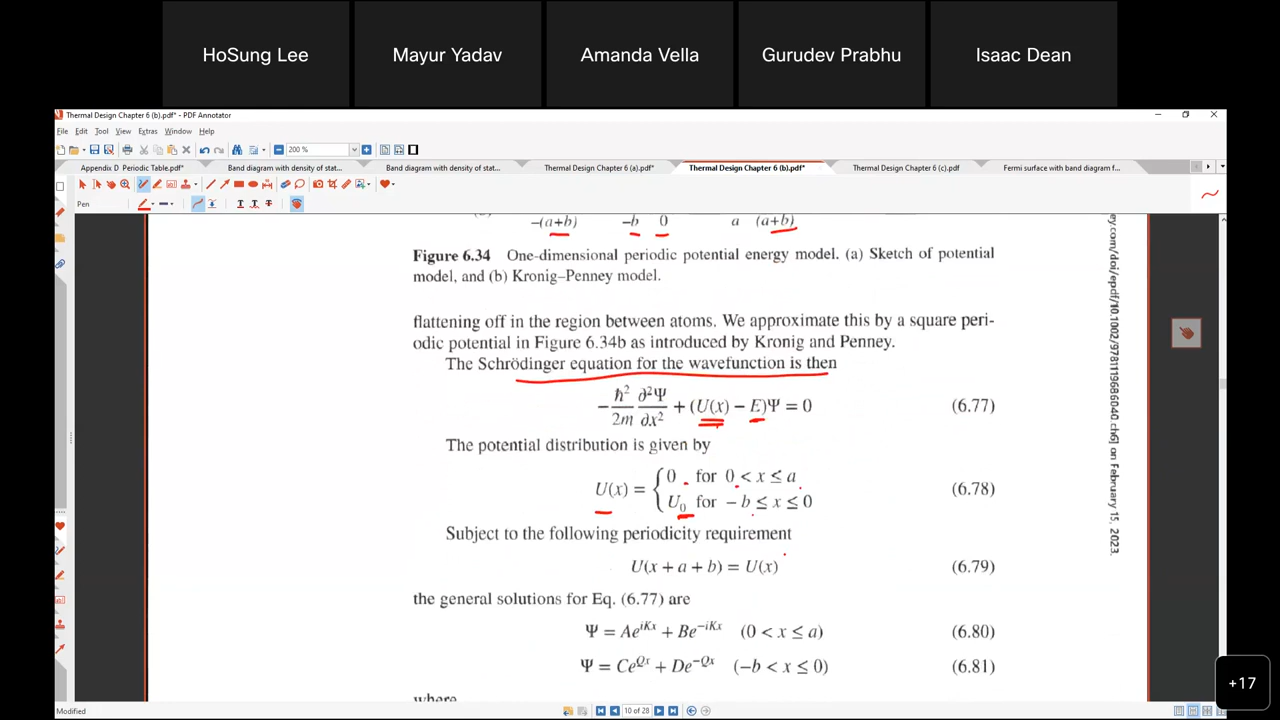 HoSung Lee
Mayur Yadav
Amanda Vella
Gurudev Prabhu
Isaac Dean
Thermal Design Chapter 6 (b).pdf* - PDF Annotator
File Edit Tool View Extras Window Help
200 %
Appendix D Periodic Table.pdf*
Band diagram with density of stat...
Band diagram with density of stat...
Thermal Design Chapter 6 (a).pdf*
Thermal Design Chapter 6 (b).pdf*
Thermal Design Chapter 6 (c).pdf
Fermi surface with band diagram f...
Pen
−(a+b) −b 0 a (a+b)
Figure 6.34 One-dimensional periodic potential energy model. (a) Sketch of potential
model, and (b) Kronig–Penney model.
flattening off in the region between atoms. We approximate this by a square peri-
odic potential in Figure 6.34b as introduced by Kronig and Penney.
The Schrödinger equation for the wavefunction is then
−ħ²/2m ∂²Ψ/∂x² + (U(x) − E)Ψ = 0 (6.77)
The potential distribution is given by
U(x) = { 0 for 0 < x ≤ a
U₀ for − b ≤ x ≤ 0 (6.78)
Subject to the following periodicity requirement
U(x + a + b) = U(x) (6.79)
the general solutions for Eq. (6.77) are
Ψ = Ae^{iKx} + Be^{−iKx} (0 < x ≤ a) (6.80)
Ψ = Ce^{Qx} + De^{−Qx} (−b < x ≤ 0) (6.81)
where
ey.com/doi/epdf/10.1002/9781119686040.ch6] on February 15, 2023.
Modified
10 of 28
+17